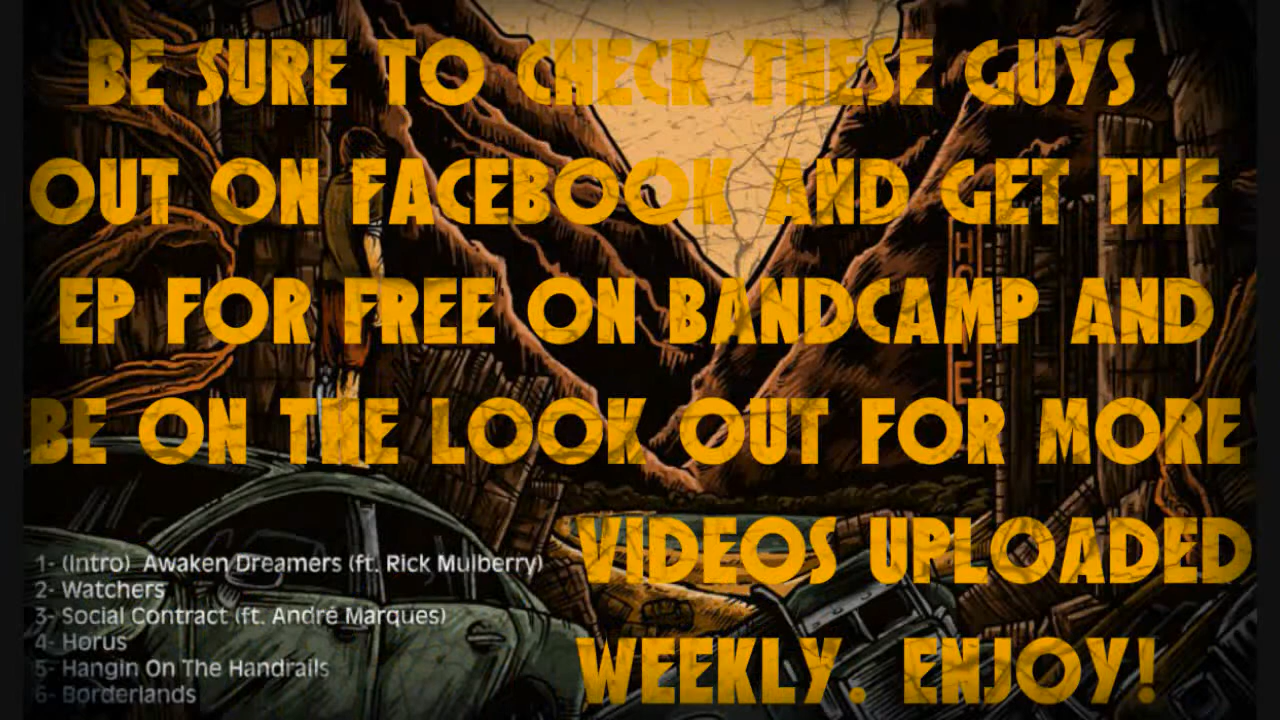 BE SURE TO CHECK THESE GUYS
OUT ON FACEBOOK AND GET THE
EP FOR FREE ON BANDCAMP AND
BE ON THE LOOK OUT FOR MORE
VIDEOS UPLOADED
WEEKLY. ENJOY!
HOTE
1- (Intro) Awaken Dreamers (ft. Rick Mulberry)
2- Watchers
3- Social Contract (ft. André Marques)
4- Horus
5- Hangin On The Handrails
6- Borderlands